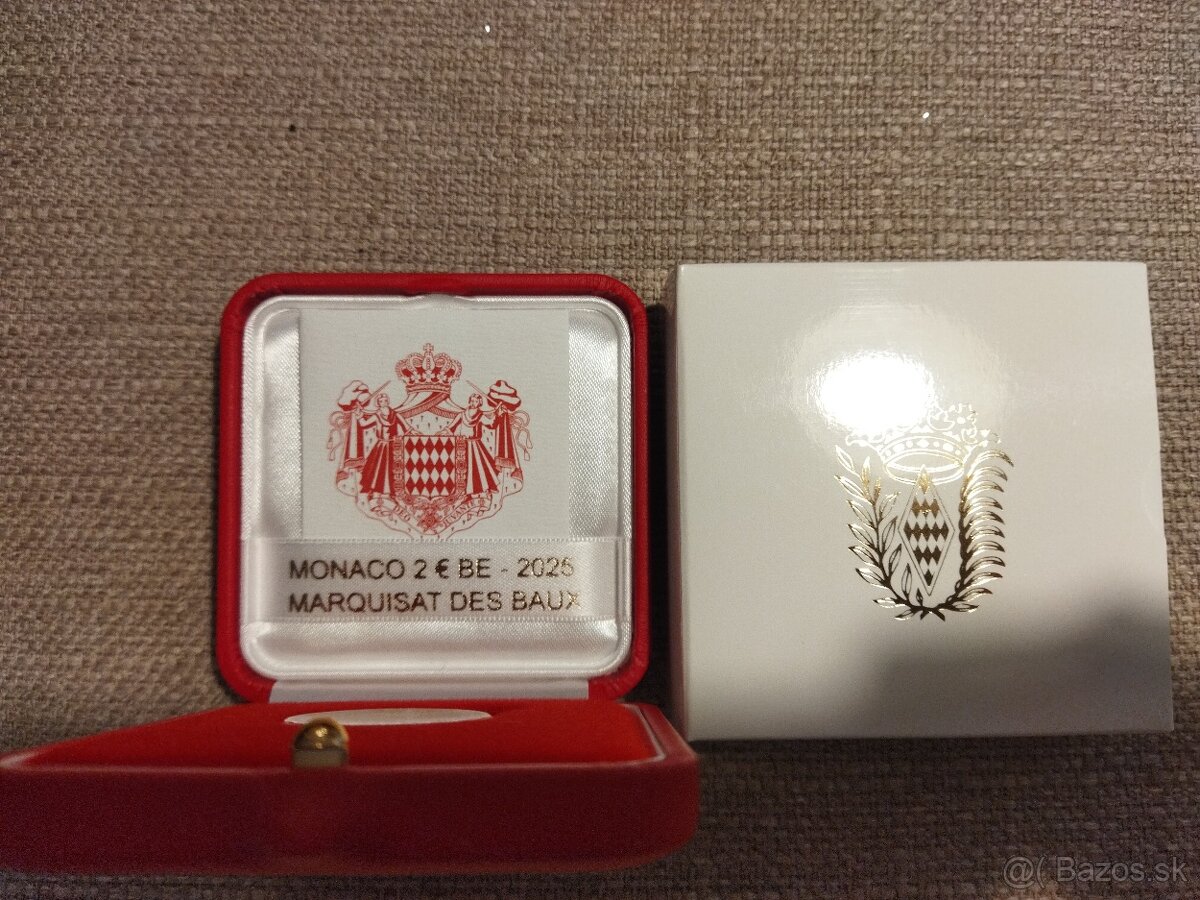 MONACO 2 € BE - 2025
MARQUISAT DES BAUX
@( Bazos.sk